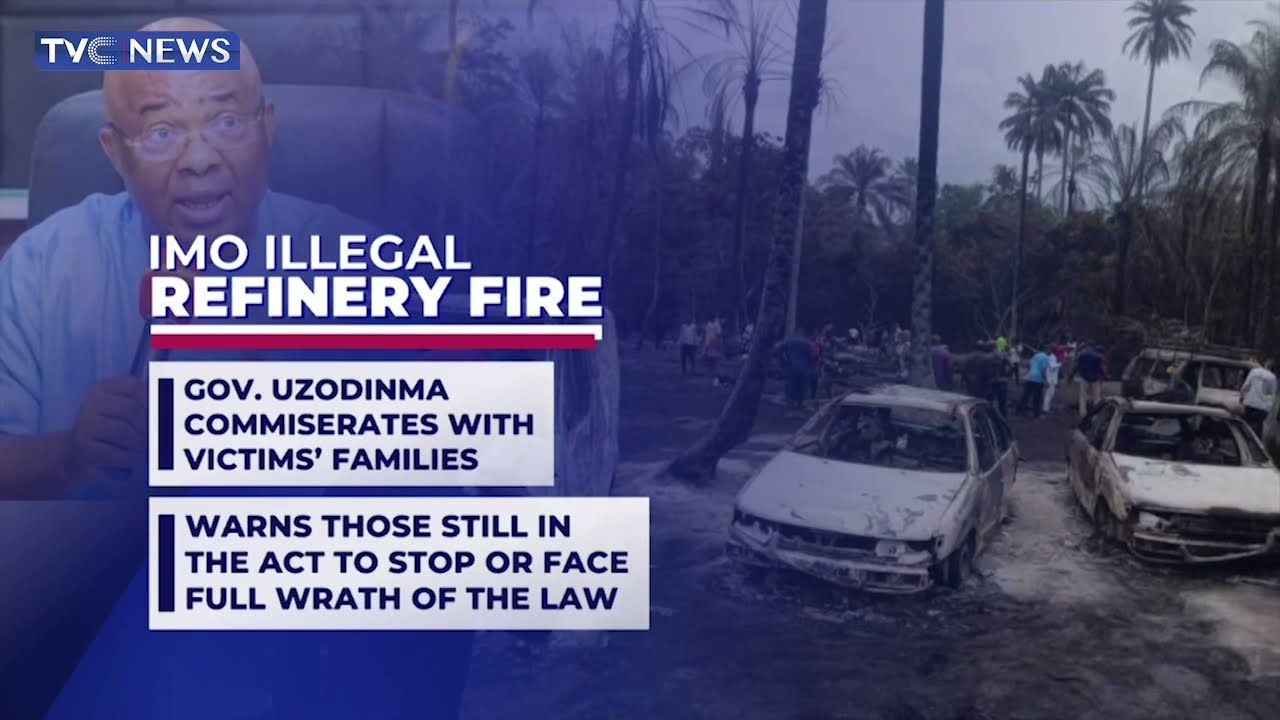 TVC NEWS
IMO ILLEGAL
REFINERY FIRE
GOV. UZODINMA
COMMISERATES WITH
VICTIMS’ FAMILIES
WARNS THOSE STILL IN
THE ACT TO STOP OR FACE
FULL WRATH OF THE LAW